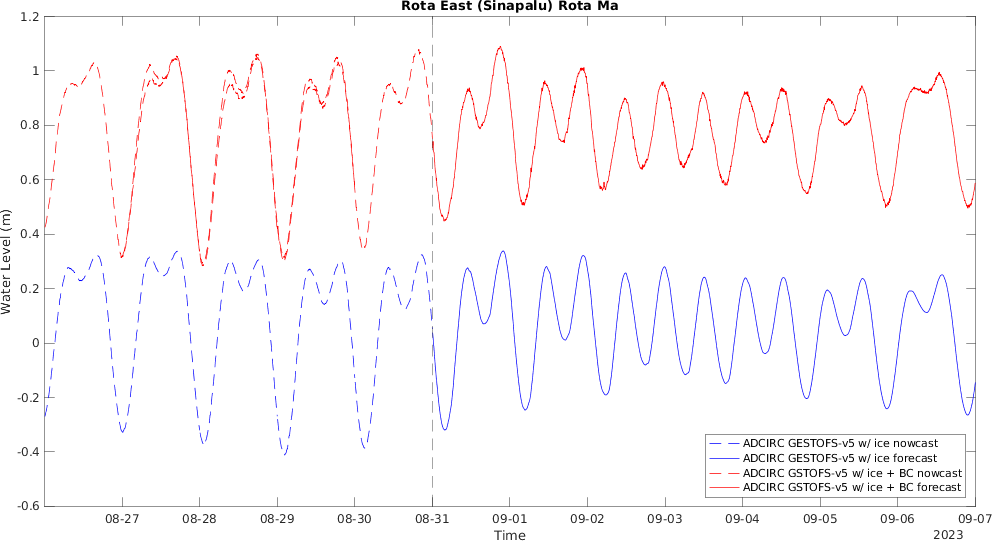 Rota East (Sinapalu) Rota Ma
1.2
1
0.8
0.6
0.4
0.2
0
-0.2
-0.4
-0.6
Water Level (m)
ADCIRC GESTOFS-v5 w/ ice nowcast
ADCIRC GESTOFS-v5 w/ ice forecast
ADCIRC GSTOFS-v5 w/ ice + BC nowcast
ADCIRC GSTOFS-v5 w/ ice + BC forecast
08-27 08-28 08-29 08-30 08-31 09-01 09-02 09-03 09-04 09-05 09-06 09-07
Time
2023